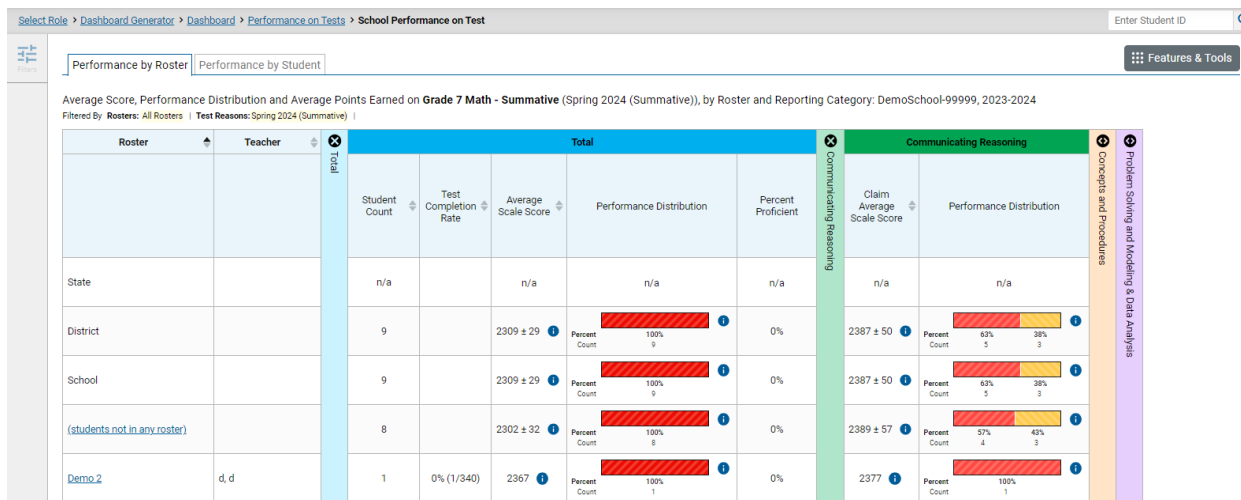 Select Role > Dashboard Generator > Dashboard > Performance on Tests > School Performance on Test
Enter Student ID
Filters
Performance by Roster
Performance by Student
Features & Tools
Average Score, Performance Distribution and Average Points Earned on Grade 7 Math - Summative (Spring 2024 (Summative)), by Roster and Reporting Category: DemoSchool-99999, 2023-2024
Filtered By Rosters: All Rosters | Test Reasons: Spring 2024 (Summative) |
Roster Teacher Total Total Communicating Reasoning Communicating Reasoning Concepts and Procedures Problem Solving and Modeling & Data Analysis
Student Count
Test Completion Rate
Average Scale Score
Performance Distribution
Percent Proficient
Claim Average Scale Score
Performance Distribution
State n/a n/a n/a n/a n/a n/a
District 9 2309 ± 29 0% 2387 ± 50
Percent 100% Percent 63% 38%
Count 9 Count 5 3
School 9 2309 ± 29 0% 2387 ± 50
Percent 100% Percent 63% 38%
Count 9 Count 5 3
(students not in any roster) 8 2302 ± 32 0% 2389 ± 57
Percent 100% Percent 57% 43%
Count 8 Count 4 3
Demo 2 d, d 1 0% (1/340) 2367 0% 2377
Percent 100% Percent 100%
Count 1 Count 1